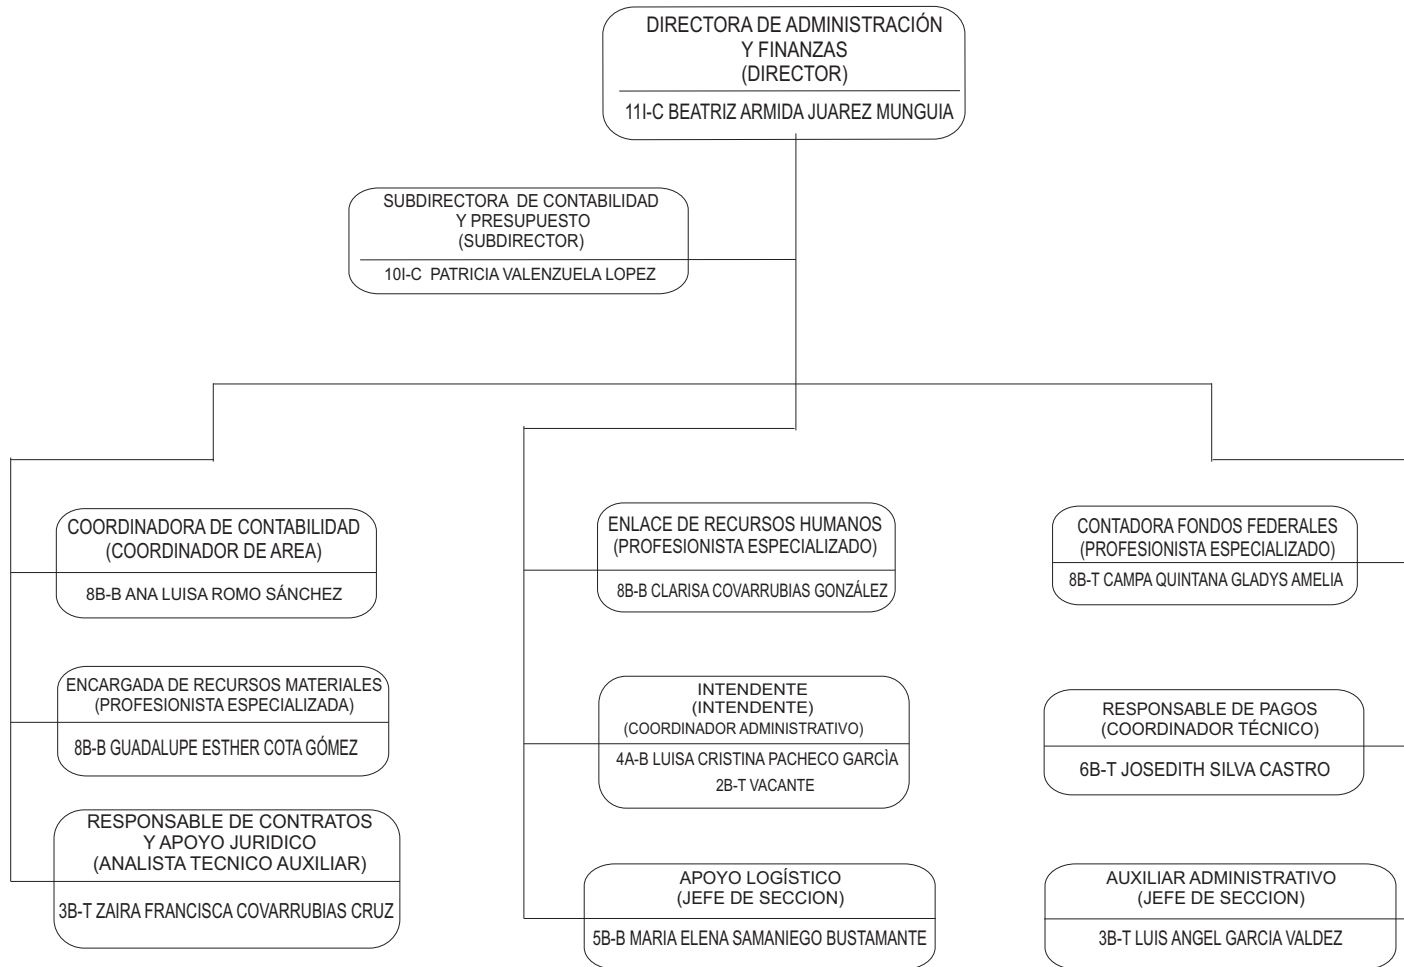 DIRECTORA DE ADMINISTRACIÓN
Y FINANZAS
(DIRECTOR)
11I-C BEATRIZ ARMIDA JUAREZ MUNGUIA
SUBDIRECTORA DE CONTABILIDAD
Y PRESUPUESTO
(SUBDIRECTOR)
10I-C PATRICIA VALENZUELA LOPEZ
COORDINADORA DE CONTABILIDAD
(COORDINADOR DE AREA)
8B-B ANA LUISA ROMO SÁNCHEZ
ENCARGADA DE RECURSOS MATERIALES
(PROFESIONISTA ESPECIALIZADA)
8B-B GUADALUPE ESTHER COTA GÓMEZ
RESPONSABLE DE CONTRATOS
Y APOYO JURIDICO
(ANALISTA TECNICO AUXILIAR)
3B-T ZAIRA FRANCISCA COVARRUBIAS CRUZ
ENLACE DE RECURSOS HUMANOS
(PROFESIONISTA ESPECIALIZADO)
8B-B CLARISA COVARRUBIAS GONZÁLEZ
INTENDENTE
(INTENDENTE)
(COORDINADOR ADMINISTRATIVO)
4A-B LUISA CRISTINA PACHECO GARCÌA
2B-T VACANTE
APOYO LOGÍSTICO
(JEFE DE SECCION)
5B-B MARIA ELENA SAMANIEGO BUSTAMANTE
CONTADORA FONDOS FEDERALES
(PROFESIONISTA ESPECIALIZADO)
8B-T CAMPA QUINTANA GLADYS AMELIA
RESPONSABLE DE PAGOS
(COORDINADOR TÉCNICO)
6B-T JOSEDITH SILVA CASTRO
AUXILIAR ADMINISTRATIVO
(JEFE DE SECCION)
3B-T LUIS ANGEL GARCIA VALDEZ